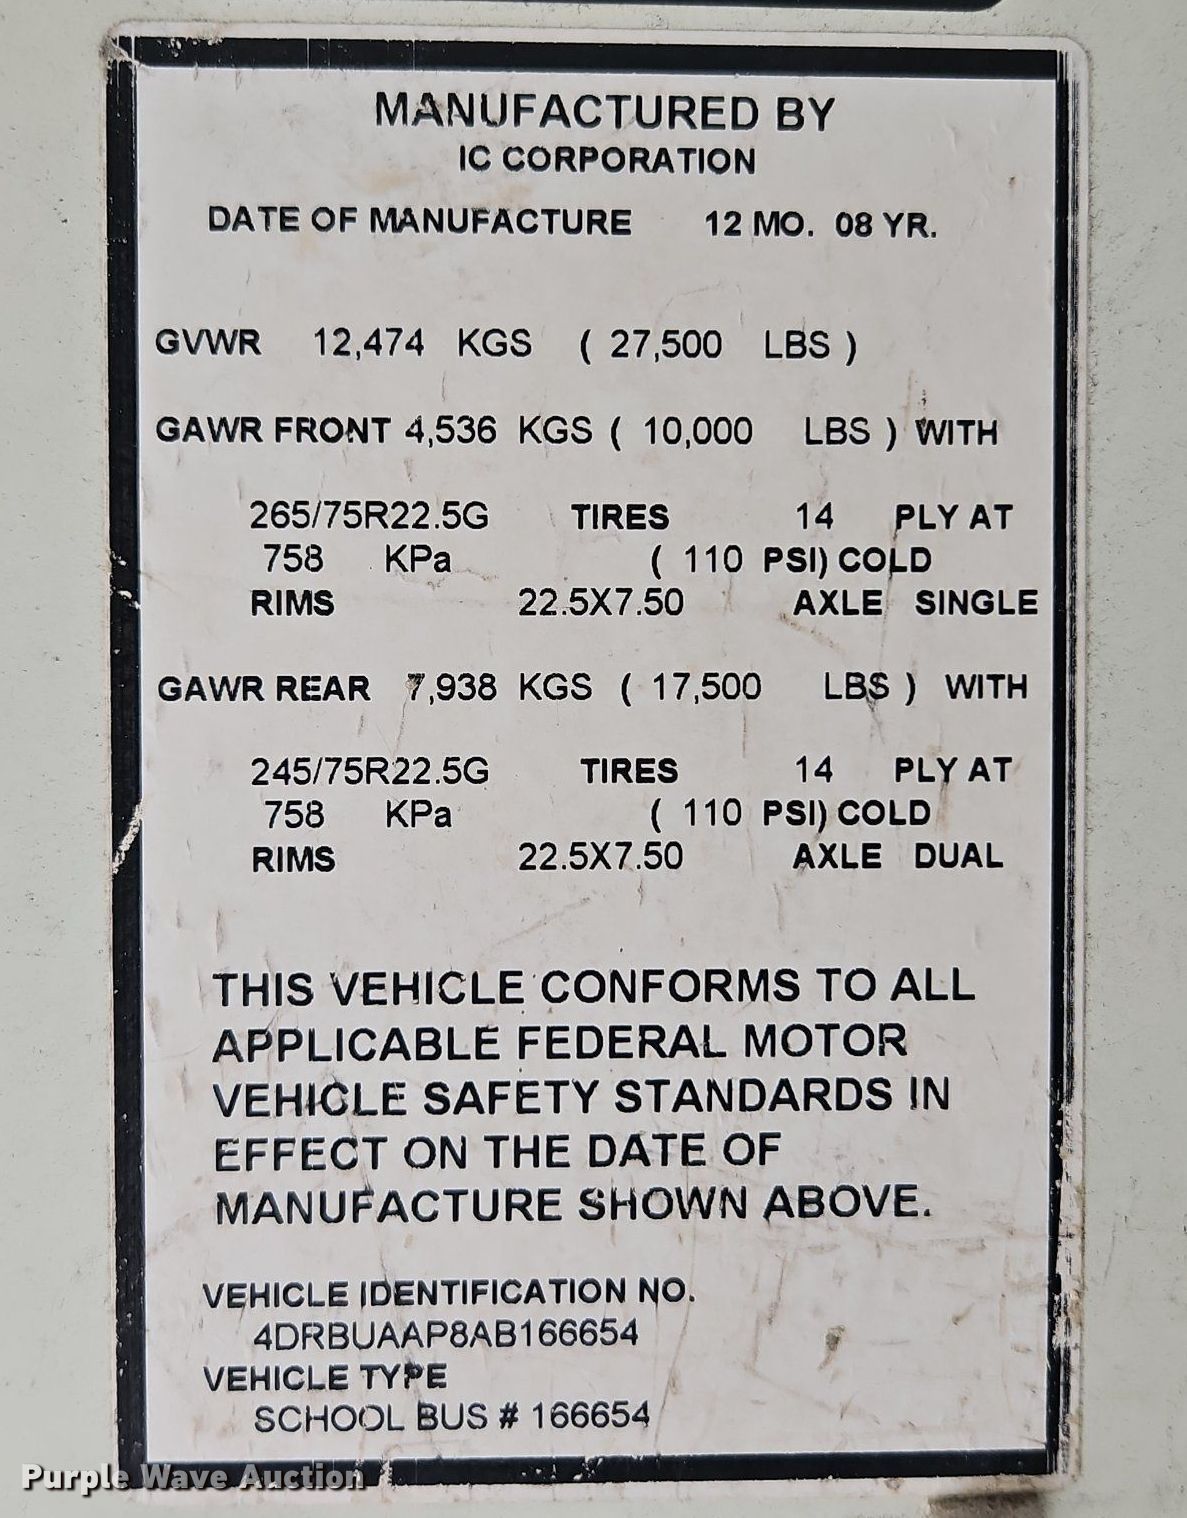 MANUFACTURED BY
IC CORPORATION
DATE OF MANUFACTURE 12 MO. 08 YR.
GVWR 12,474 KGS ( 27,500 LBS )
GAWR FRONT 4,536 KGS ( 10,000 LBS ) WITH
265/75R22.5G TIRES 14 PLY AT
758 KPa ( 110 PSI) COLD
RIMS 22.5X7.50 AXLE SINGLE
GAWR REAR 7,938 KGS ( 17,500 LBS ) WITH
245/75R22.5G TIRES 14 PLY AT
758 KPa ( 110 PSI) COLD
RIMS 22.5X7.50 AXLE DUAL
THIS VEHICLE CONFORMS TO ALL
APPLICABLE FEDERAL MOTOR
VEHICLE SAFETY STANDARDS IN
EFFECT ON THE DATE OF
MANUFACTURE SHOWN ABOVE.
VEHICLE IDENTIFICATION NO.
4DRBUAAP8AB166654
VEHICLE TYPE
SCHOOL BUS # 166654
Purple Wave Auction